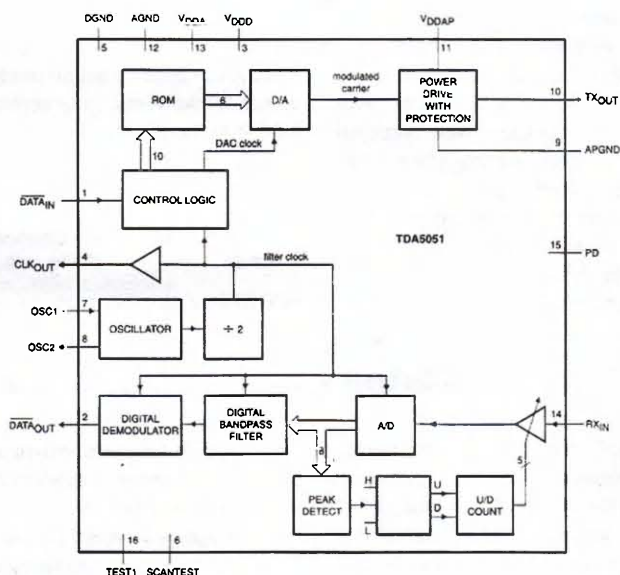 DGND AGND VDDA VDDD VDDAP
5 12 13 3 11
ROM 6 D/A modulated carrier POWER DRIVE WITH PROTECTION 10 TXOUT
DAC clock
10
9 APGND
DATAIN 1 CONTROL LOGIC
TDA5051
CLKOUT 4 filter clock
15 PD
OSC1 7 OSCILLATOR ÷ 2
OSC2 8
DATAOUT 2 DIGITAL DEMODULATOR DIGITAL BANDPASS FILTER A/D 14 RXIN
8 5
PEAK DETECT H L U D U/D COUNT
16 6
TEST1 SCANTEST